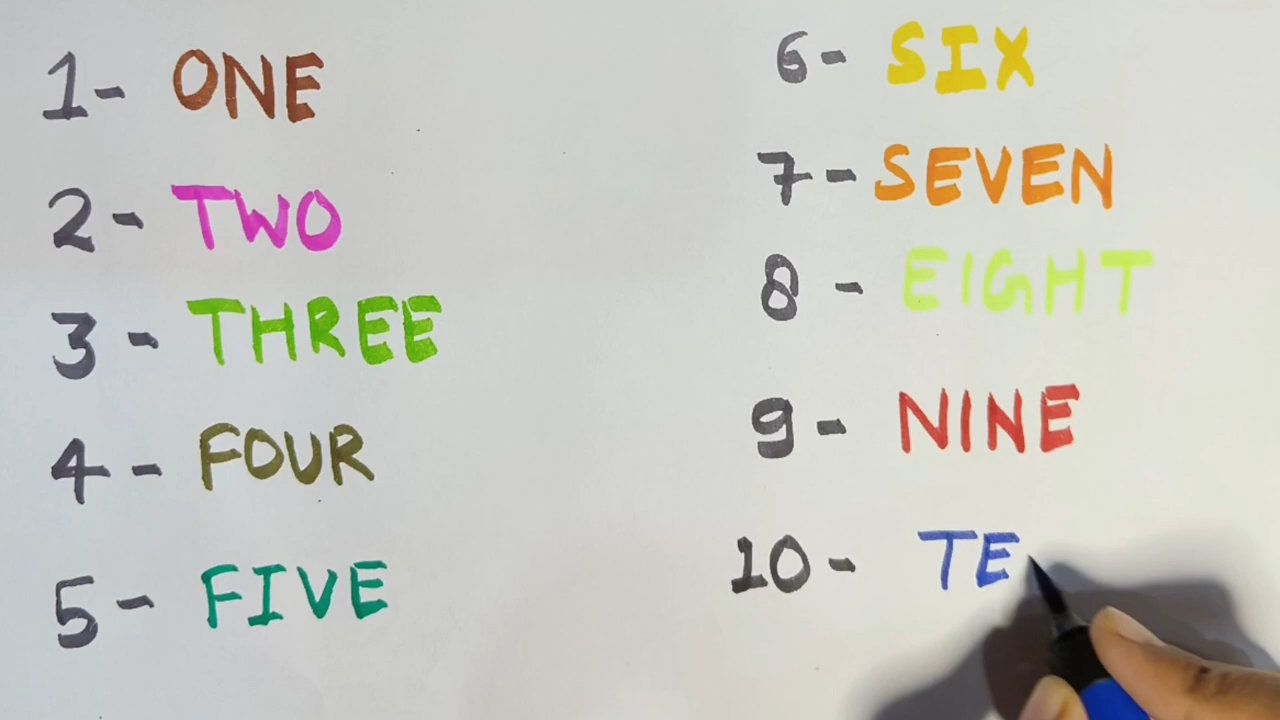 1- ONE
2- TWO
3- THREE
4- FOUR
5- FIVE
6- SIX
7- SEVEN
8- EIGHT
9- NINE
10- TE